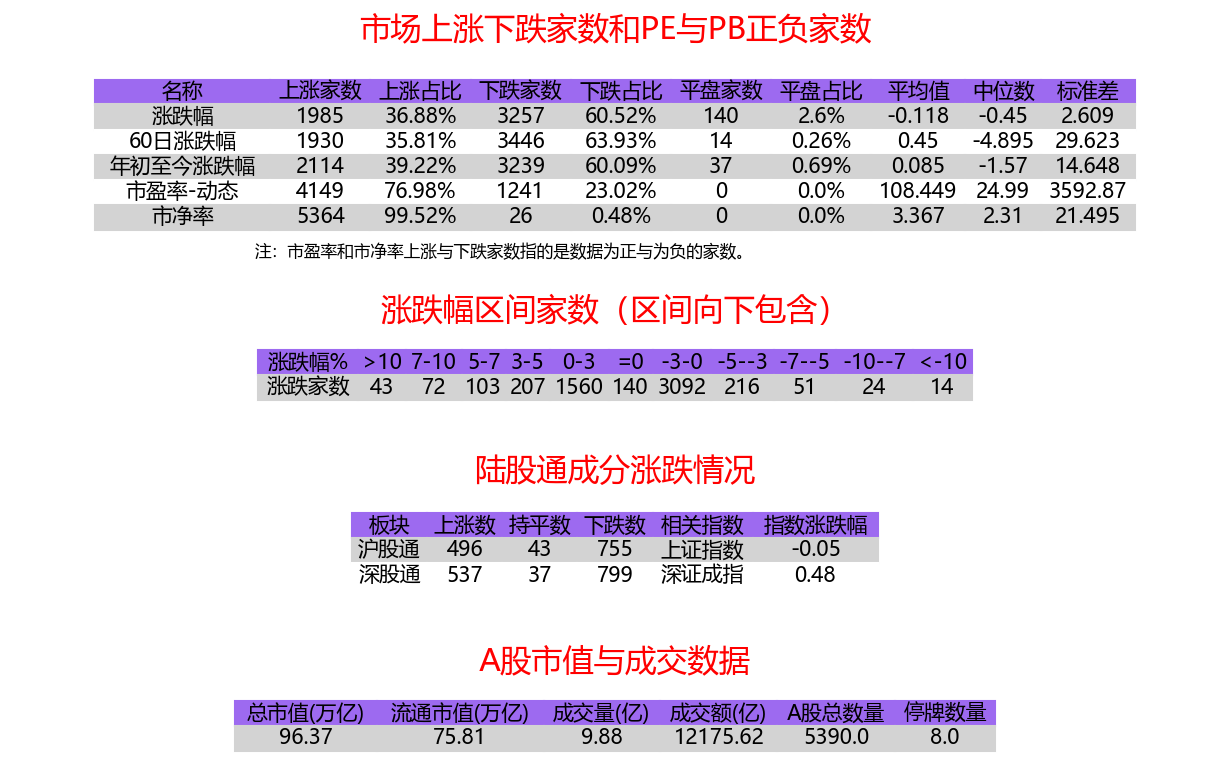 市场上涨下跌家数和PE与PB正负家数
名称 上涨家数 上涨占比 下跌家数 下跌占比 平盘家数 平盘占比 平均值 中位数 标准差
涨跌幅 1985 36.88% 3257 60.52% 140 2.6% -0.118 -0.45 2.609
60日涨跌幅 1930 35.81% 3446 63.93% 14 0.26% 0.45 -4.895 29.623
年初至今涨跌幅 2114 39.22% 3239 60.09% 37 0.69% 0.085 -1.57 14.648
市盈率-动态 4149 76.98% 1241 23.02% 0 0.0% 108.449 24.99 3592.87
市净率 5364 99.52% 26 0.48% 0 0.0% 3.367 2.31 21.495
注：市盈率和市净率上涨与下跌家数指的是数据为正与为负的家数。
涨跌幅区间家数（区间向下包含）
涨跌幅% >10 7-10 5-7 3-5 0-3 =0 -3-0 -5--3 -7--5 -10--7 <-10
涨跌家数 43 72 103 207 1560 140 3092 216 51 24 14
陆股通成分涨跌情况
板块 上涨数 持平数 下跌数 相关指数 指数涨跌幅
沪股通 496 43 755 上证指数 -0.05
深股通 537 37 799 深证成指 0.48
A股市值与成交数据
总市值(万亿) 流通市值(万亿) 成交量(亿) 成交额(亿) A股总数量 停牌数量
96.37 75.81 9.88 12175.62 5390.0 8.0